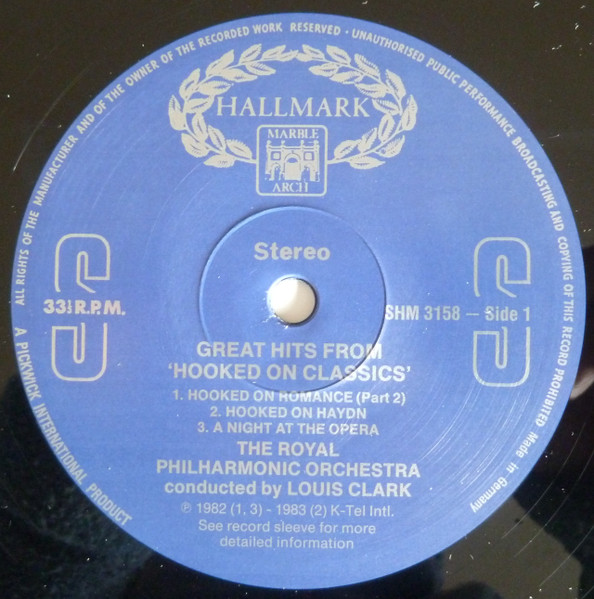 ALL RIGHTS OF THE MANUFACTURER AND OF THE OWNER OF THE RECORDED WORK RESERVED · UNAUTHORISED PUBLIC PERFORMANCE BROADCASTING AND COPYING OF THIS RECORD PROHIBITED Made in Germany
HALLMARK
MARBLE
ARCH
Stereo
33⅓ R.P.M.
SHM 3158 — Side 1
GREAT HITS FROM
'HOOKED ON CLASSICS'
1. HOOKED ON ROMANCE (Part 2)
2. HOOKED ON HAYDN
3. A NIGHT AT THE OPERA
THE ROYAL
PHILHARMONIC ORCHESTRA
conducted by LOUIS CLARK
℗ 1982 (1, 3) - 1983 (2) K-Tel Intl.
See record sleeve for more
detailed information
A PICKWICK INTERNATIONAL PRODUCT